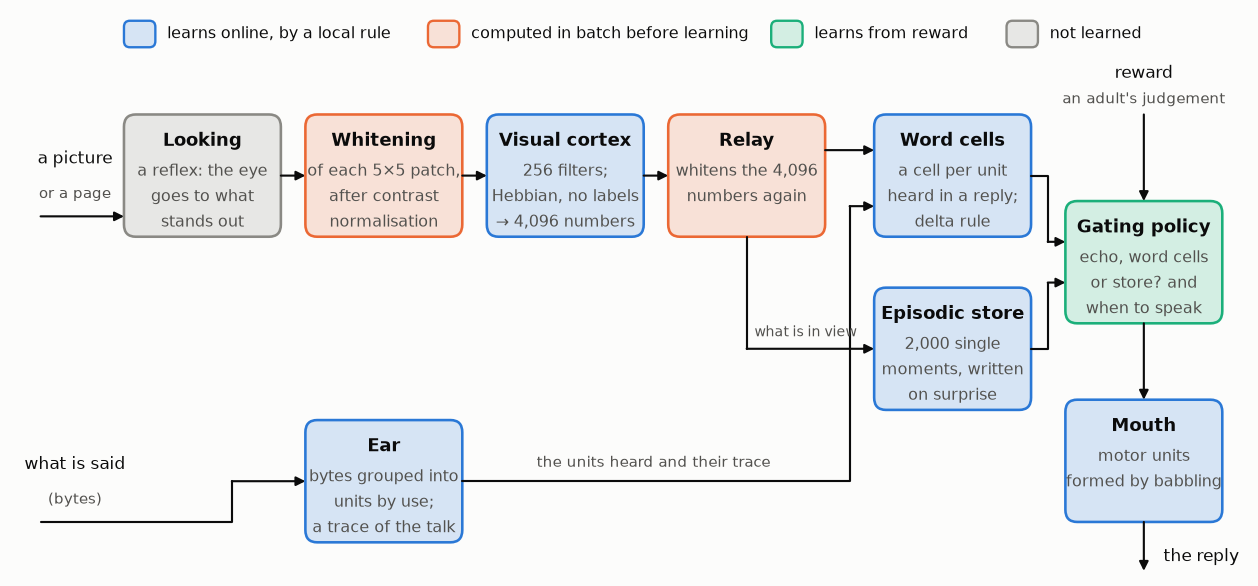 learns online, by a local rule
computed in batch before learning
learns from reward
not learned
reward
an adult's judgement
a picture
or a page
Looking
a reflex: the eye
goes to what
stands out
Whitening
of each 5×5 patch,
after contrast
normalisation
Visual cortex
256 filters;
Hebbian, no labels
→ 4,096 numbers
Relay
whitens the 4,096
numbers again
Word cells
a cell per unit
heard in a reply;
delta rule
Gating policy
echo, word cells
or store? and
when to speak
what is in view
Episodic store
2,000 single
moments, written
on surprise
what is said
(bytes)
Ear
bytes grouped into
units by use;
a trace of the talk
the units heard and their trace
Mouth
motor units
formed by babbling
the reply